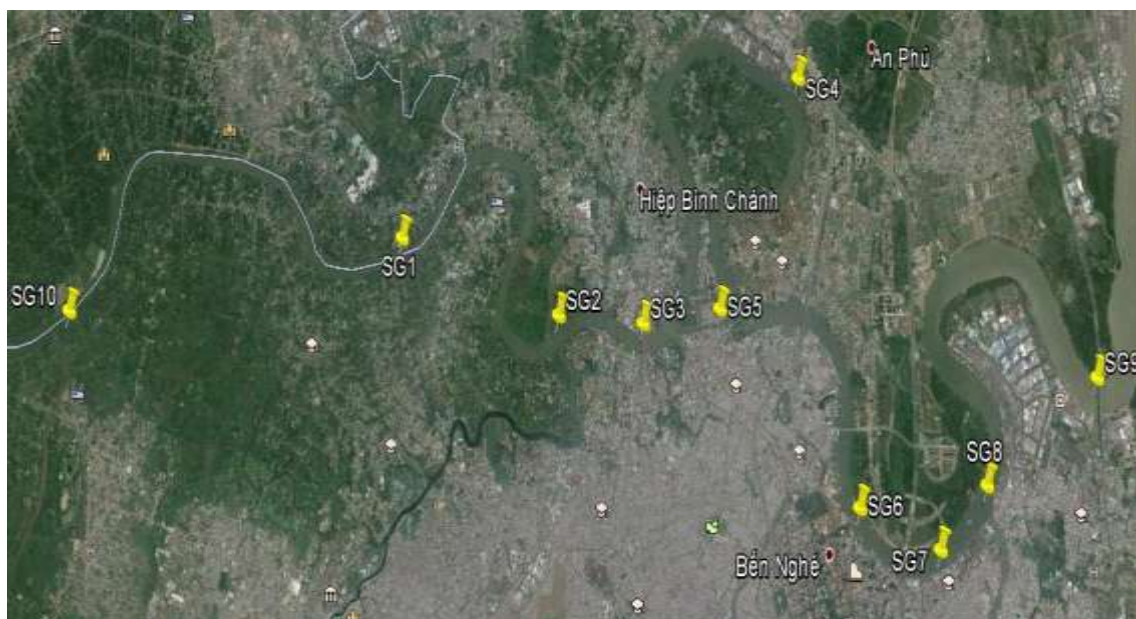 An Phú
SG4
Hiệp Bình Chánh
SG1
SG10
SG2
SG3
SG5
SG9
SG8
SG6
SG7
Bến Nghé